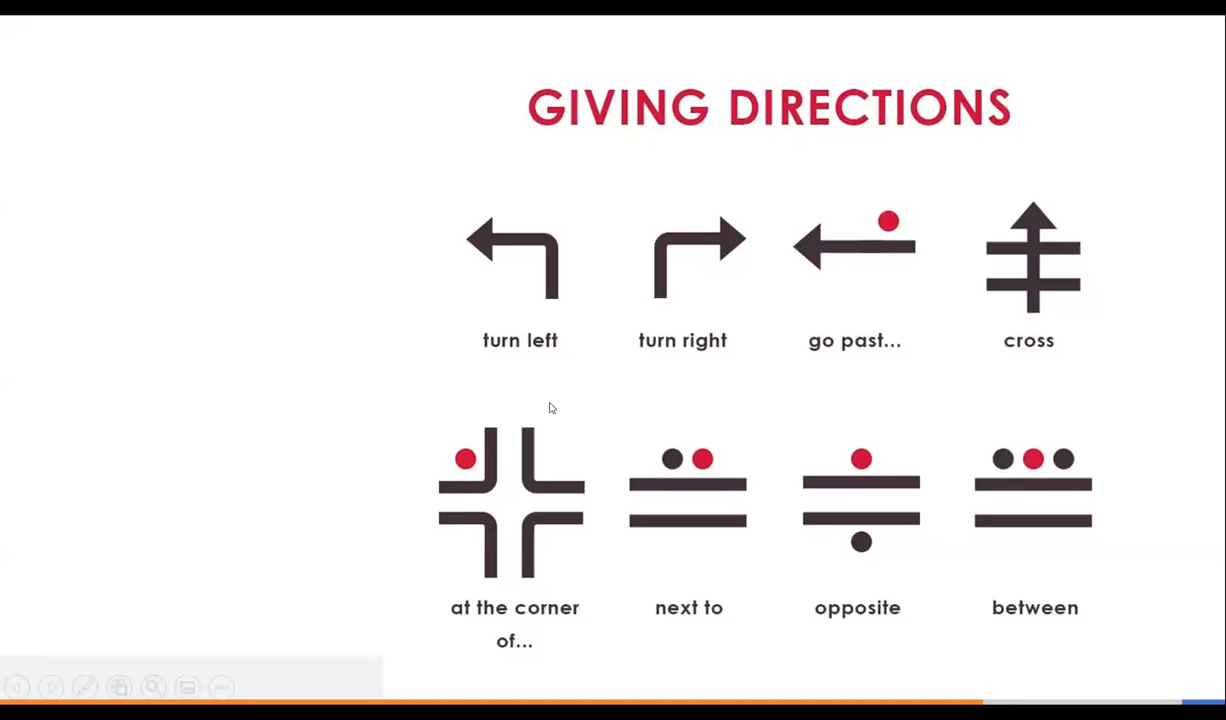 GIVING DIRECTIONS
turn left
turn right
go past...
cross
at the corner
of...
next to
opposite
between